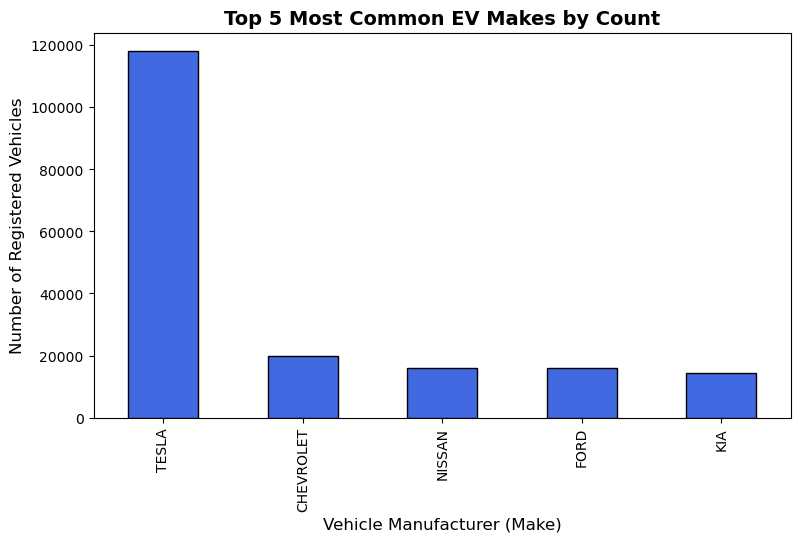 Top 5 Most Common EV Makes by Count
Number of Registered Vehicles
120000
100000
80000
60000
40000
20000
0
TESLA
CHEVROLET
NISSAN
FORD
KIA
Vehicle Manufacturer (Make)